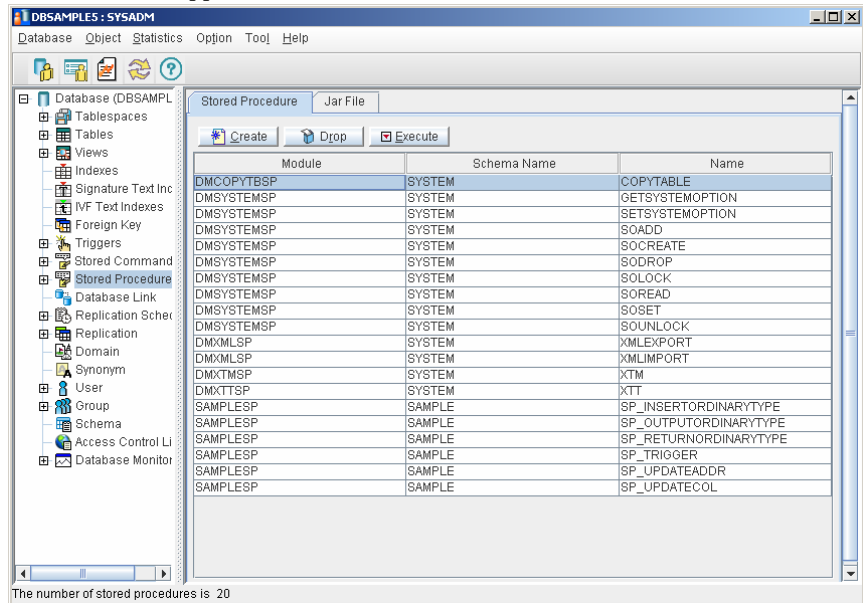 DBSAMPLE5 : SYSADM
Database Object Statistics Option Tool Help
Database (DBSAMPL
Tablespaces
Tables
Views
Indexes
Signature Text Inc
IVF Text Indexes
Foreign Key
Triggers
Stored Command
Stored Procedure
Database Link
Replication Sched
Replication
Domain
Synonym
User
Group
Schema
Access Control Li
Database Monitor
Stored Procedure Jar File
Create Drop Execute
Module Schema Name Name
DMCOPYTBSP SYSTEM COPYTABLE
DMSYSTEMSP SYSTEM GETSYSTEMOPTION
DMSYSTEMSP SYSTEM SETSYSTEMOPTION
DMSYSTEMSP SYSTEM SOADD
DMSYSTEMSP SYSTEM SOCREATE
DMSYSTEMSP SYSTEM SODROP
DMSYSTEMSP SYSTEM SOLOCK
DMSYSTEMSP SYSTEM SOREAD
DMSYSTEMSP SYSTEM SOSET
DMSYSTEMSP SYSTEM SOUNLOCK
DMXMLSP SYSTEM XMLEXPORT
DMXMLSP SYSTEM XMLIMPORT
DMXTMSP SYSTEM XTM
DMXTTSP SYSTEM XTT
SAMPLESP SAMPLE SP_INSERTORDINARYTYPE
SAMPLESP SAMPLE SP_OUTPUTORDINARYTYPE
SAMPLESP SAMPLE SP_RETURNORDINARYTYPE
SAMPLESP SAMPLE SP_TRIGGER
SAMPLESP SAMPLE SP_UPDATEADDR
SAMPLESP SAMPLE SP_UPDATECOL
The number of stored procedures is 20